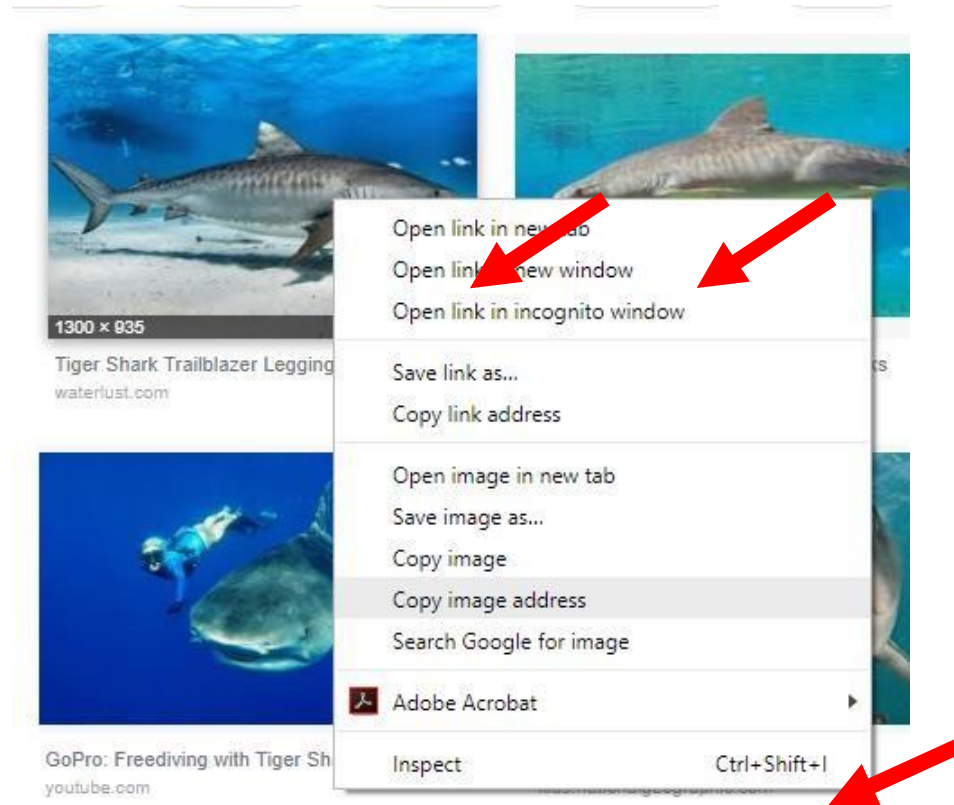 1300 × 935
Tiger Shark Trailblazer Legging
waterlust.com
Open link in new tab
Open link new window
Open link in incognito window
Save link as...
Copy link address
Open image in new tab
Save image as...
Copy image
Copy image address
Search Google for image
Adobe Acrobat
Inspect Ctrl+Shift+I
GoPro: Freediving with Tiger Sh
youtube.com